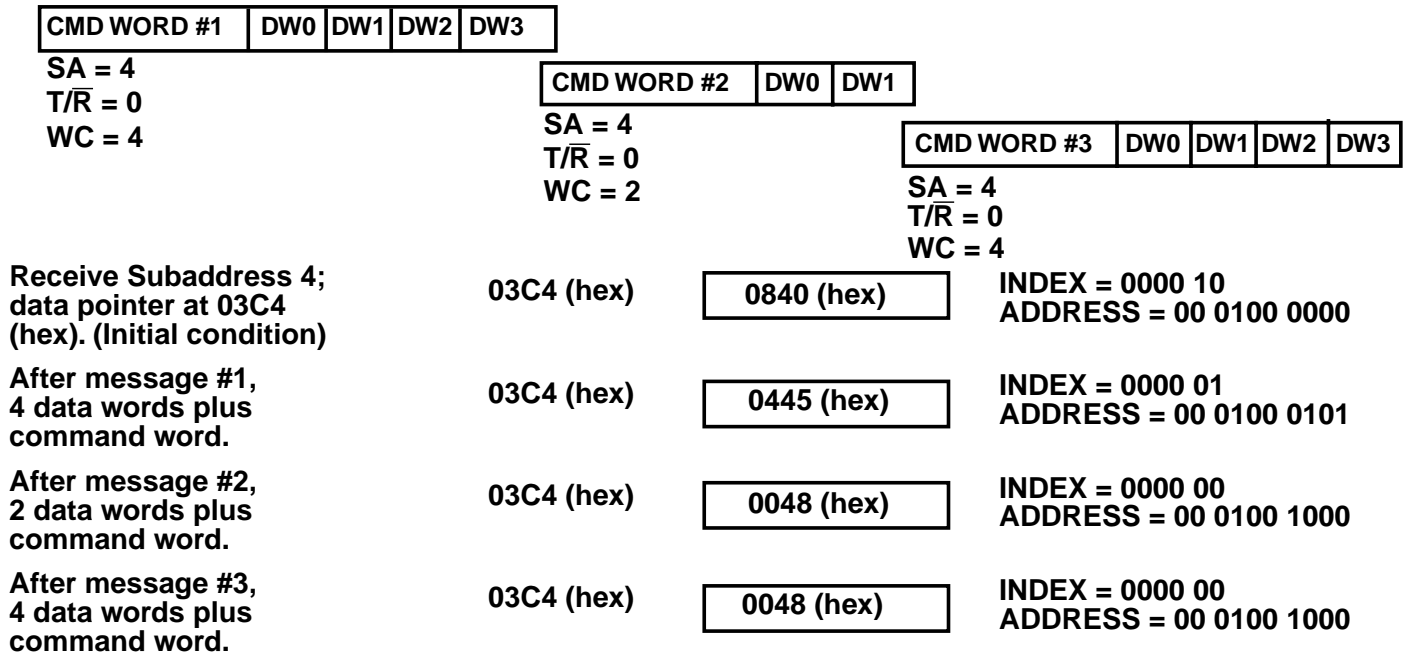 CMD WORD #1 DW0 DW1 DW2 DW3
SA = 4
T/R̅ = 0
WC = 4
CMD WORD #2 DW0 DW1
SA = 4
T/R̅ = 0
WC = 2
CMD WORD #3 DW0 DW1 DW2 DW3
SA = 4
T/R̅ = 0
WC = 4
Receive Subaddress 4;
data pointer at 03C4
(hex). (Initial condition)
03C4 (hex)
0840 (hex)
INDEX = 0000 10
ADDRESS = 00 0100 0000
After message #1,
4 data words plus
command word.
03C4 (hex)
0445 (hex)
INDEX = 0000 01
ADDRESS = 00 0100 0101
After message #2,
2 data words plus
command word.
03C4 (hex)
0048 (hex)
INDEX = 0000 00
ADDRESS = 00 0100 1000
After message #3,
4 data words plus
command word.
03C4 (hex)
0048 (hex)
INDEX = 0000 00
ADDRESS = 00 0100 1000